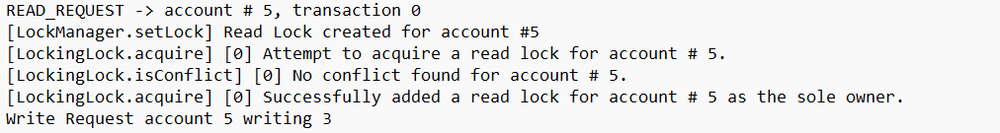 READ_REQUEST -> account # 5, transaction 0
[LockManager.setLock] Read Lock created for account #5
[LockingLock.acquire] [0] Attempt to acquire a read lock for account # 5.
[LockingLock.isConflict] [0] No conflict found for account # 5.
[LockingLock.acquire] [0] Successfully added a read lock for account # 5 as the sole owner.
Write Request account 5 writing 3